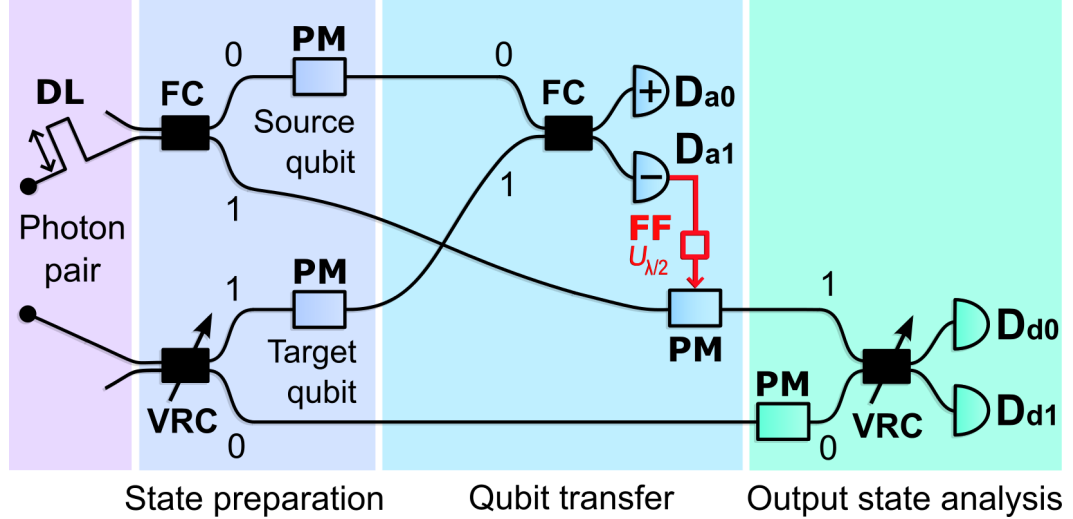 DL
Photon
pair
FC
0
PM
Source
qubit
1
1
PM
Target
qubit
VRC
0
0
FC
1
+
Da0
−
Da1
FF
Uλ/2
PM
1
PM
0
VRC
Dd0
Dd1
State preparation
Qubit transfer
Output state analysis